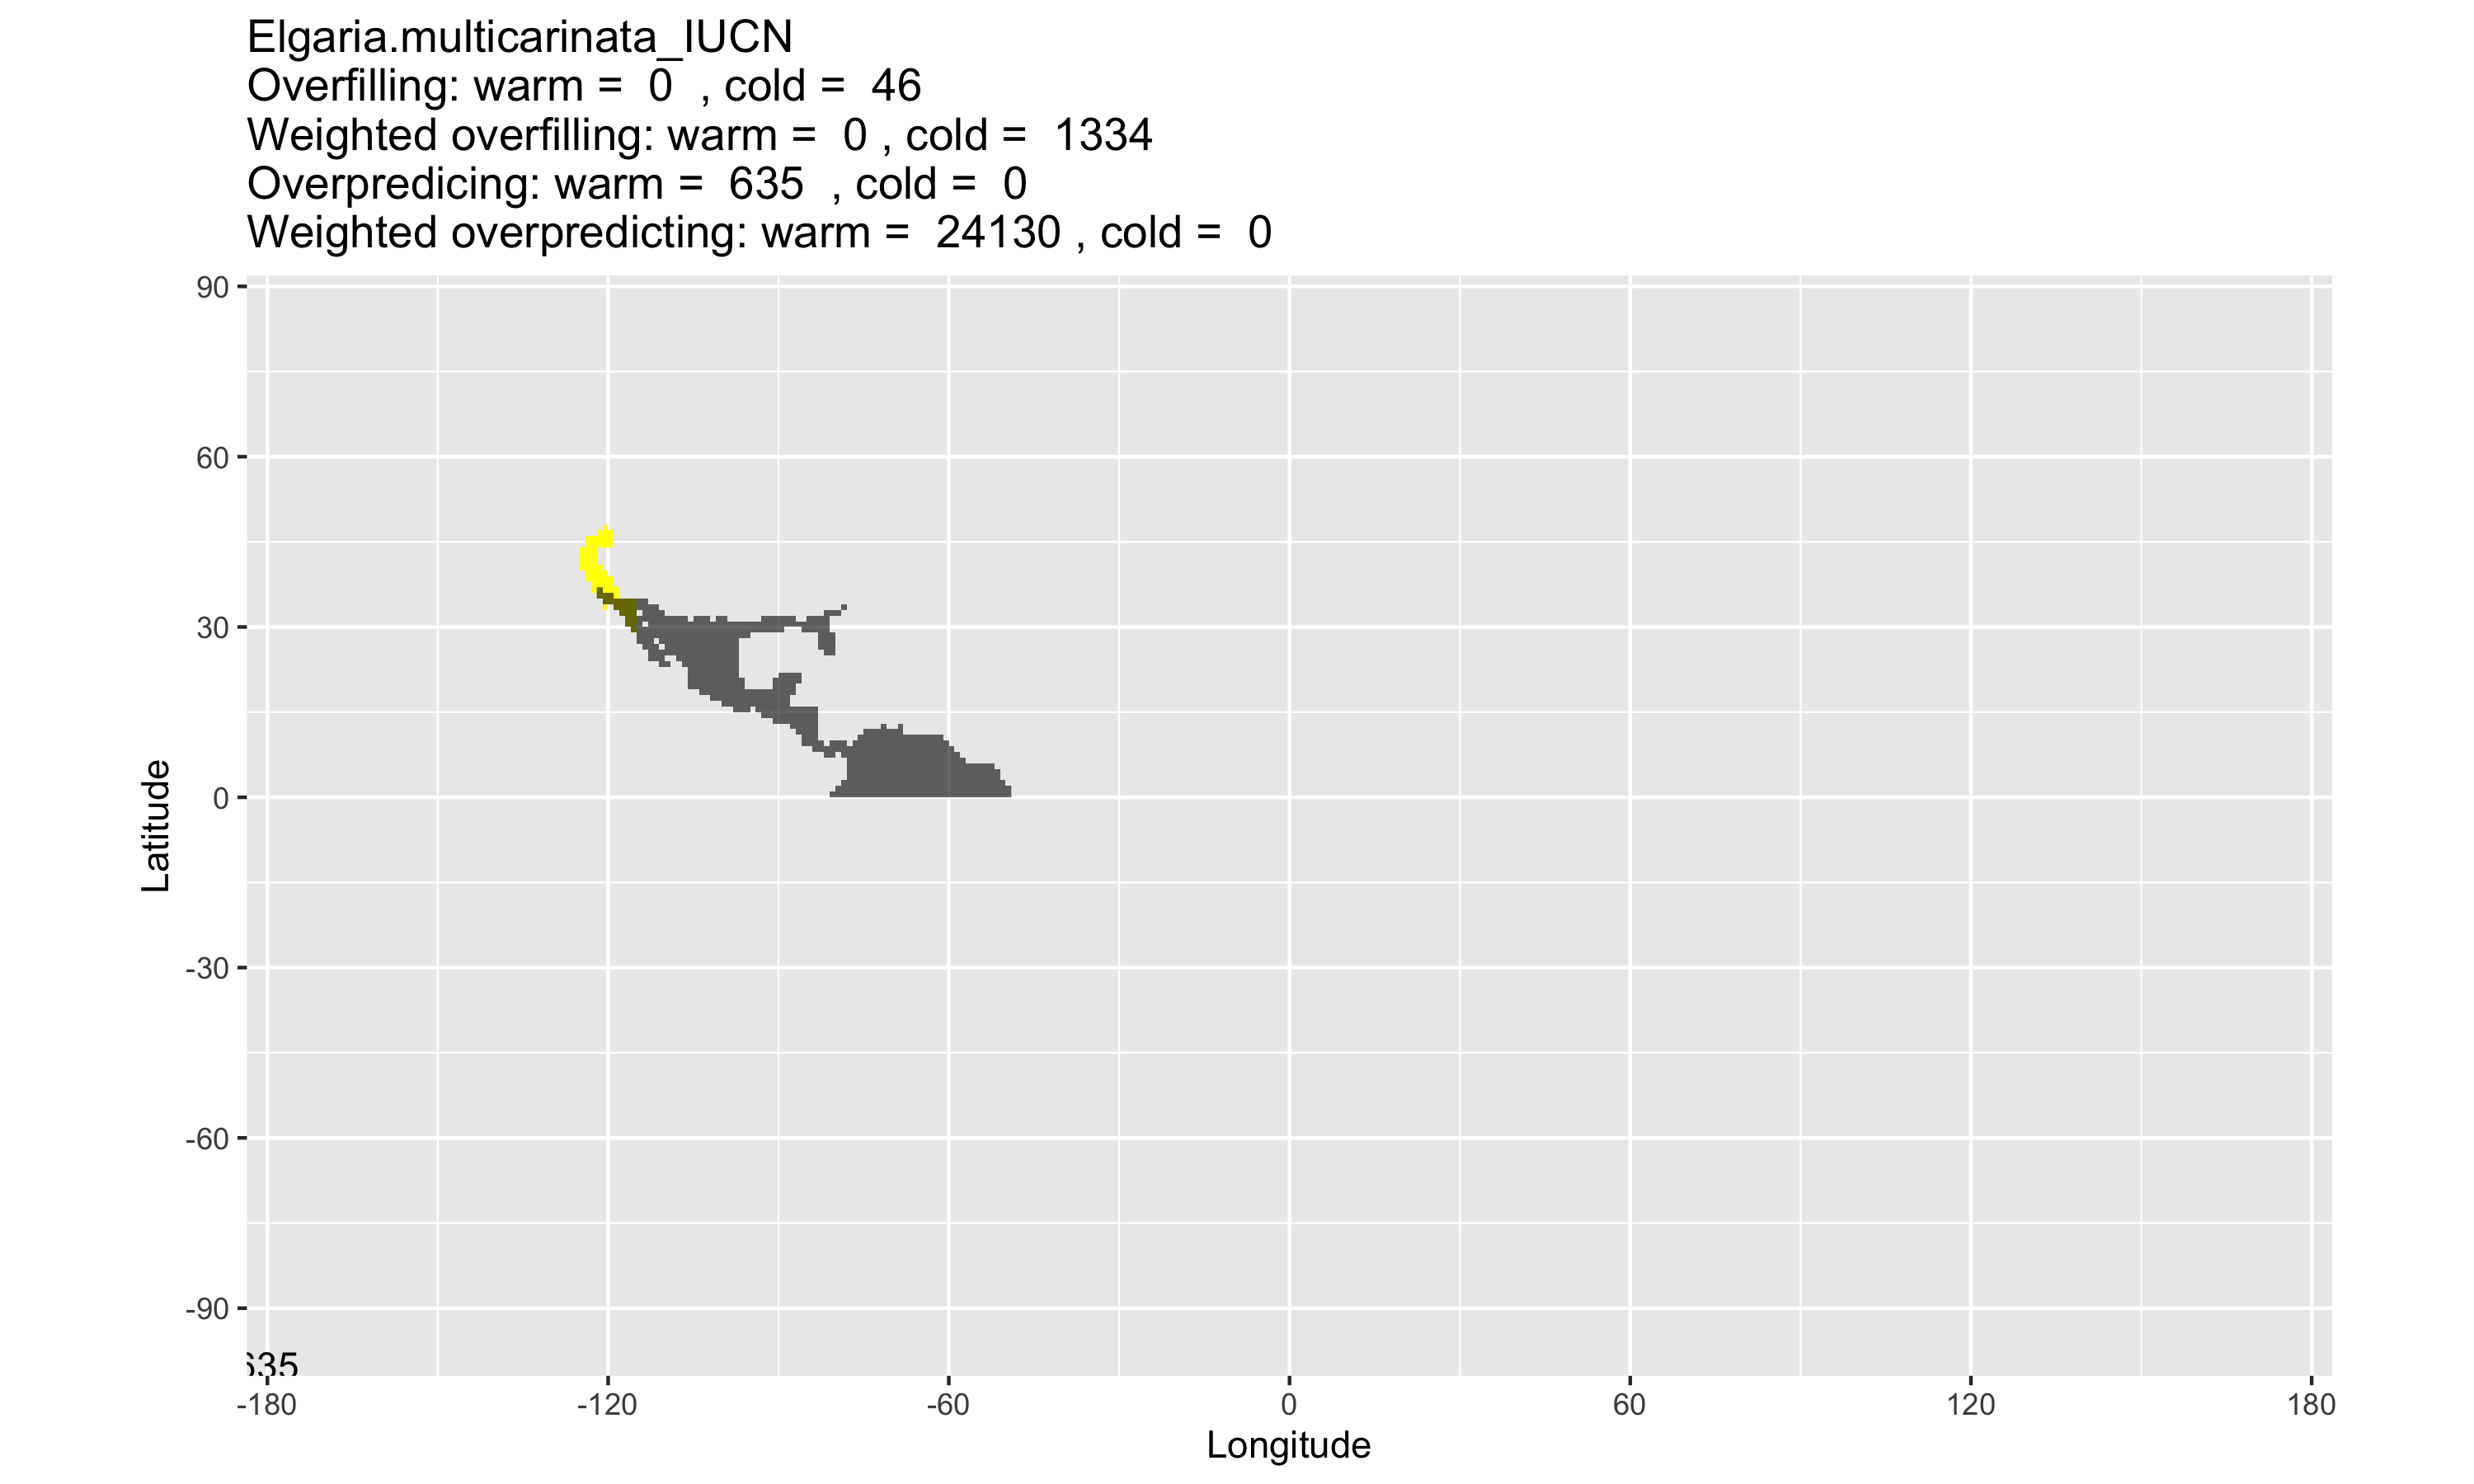 Elgaria.multicarinata_IUCN
Overfilling: warm =  0  , cold =  46
Weighted overfilling: warm =  0 , cold =  1334
Overpredicing: warm =  635  , cold =  0
Weighted overpredicting: warm =  24130 , cold =  0
90
60
30
0
-30
-60
-90
Latitude
635
-180 -120 -60 0 60 120 180
Longitude